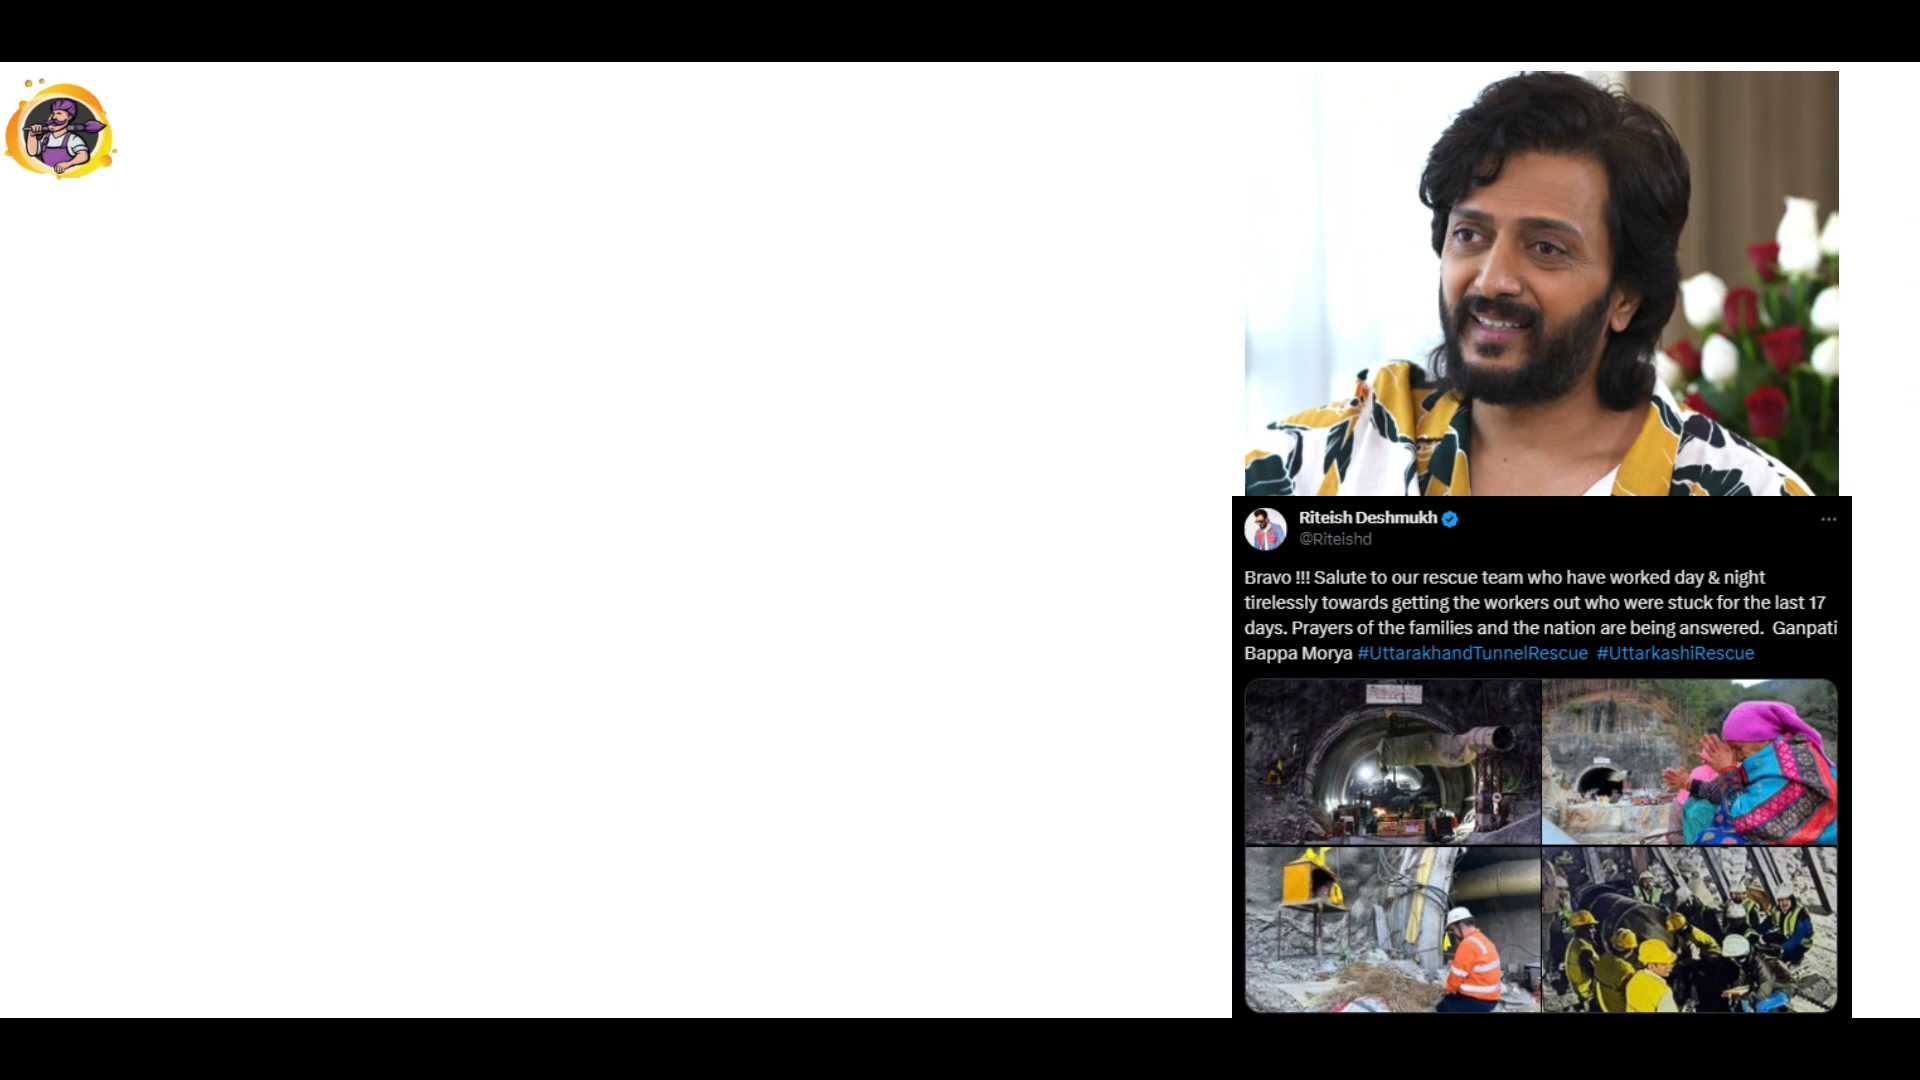 Riteish Deshmukh
@Riteishd
Bravo !!! Salute to our rescue team who have worked day & night
tirelessly towards getting the workers out who were stuck for the last 17
days. Prayers of the families and the nation are being answered.  Ganpati
Bappa Morya #UttarakhandTunnelRescue  #UttarkashiRescue